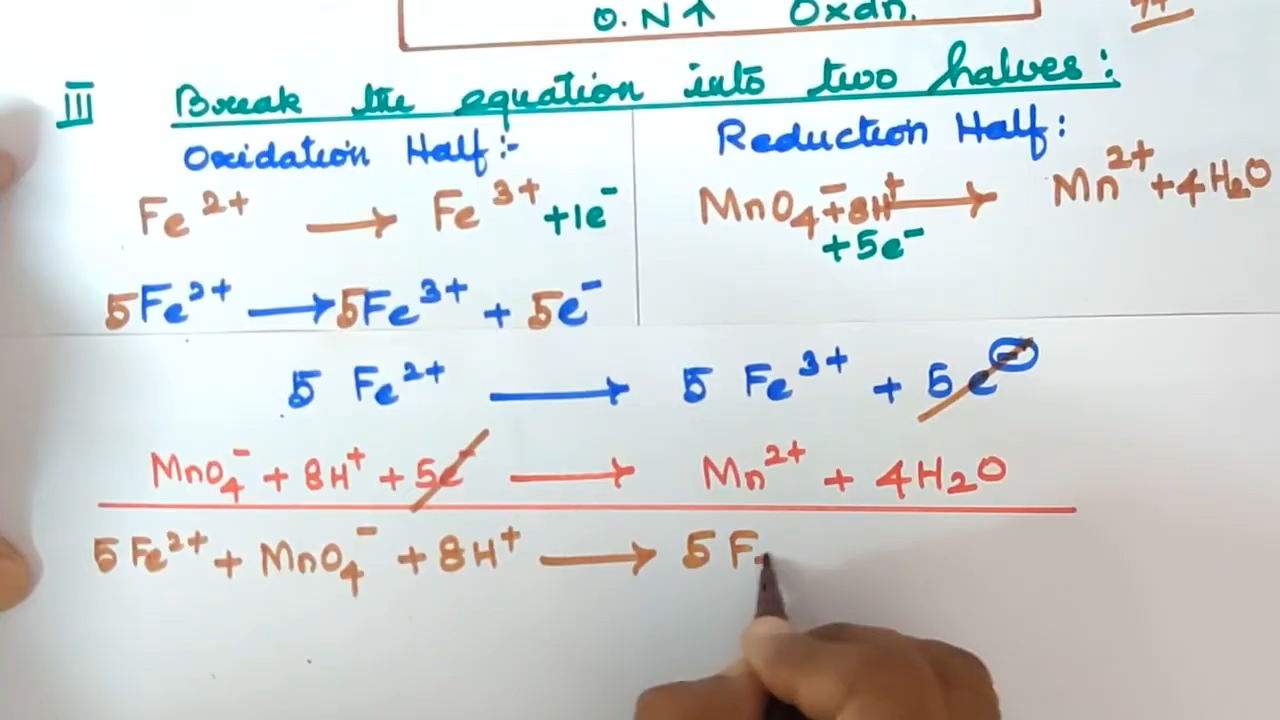 O.N ↑ Oxdn.
III Break the equation into two halves:
Oxidation Half:-
Fe²⁺ → Fe³⁺ +1e⁻
5Fe²⁺ → 5Fe³⁺ + 5e⁻
Reduction Half:
MnO₄⁻ +8H⁺ → Mn²⁺ +4H₂O
+5e⁻
5 Fe²⁺ → 5 Fe³⁺ + 5e⁻
MnO₄⁻ + 8H⁺ + 5e⁻ → Mn²⁺ + 4H₂O
5Fe²⁺ + MnO₄⁻ + 8H⁺ → 5 F